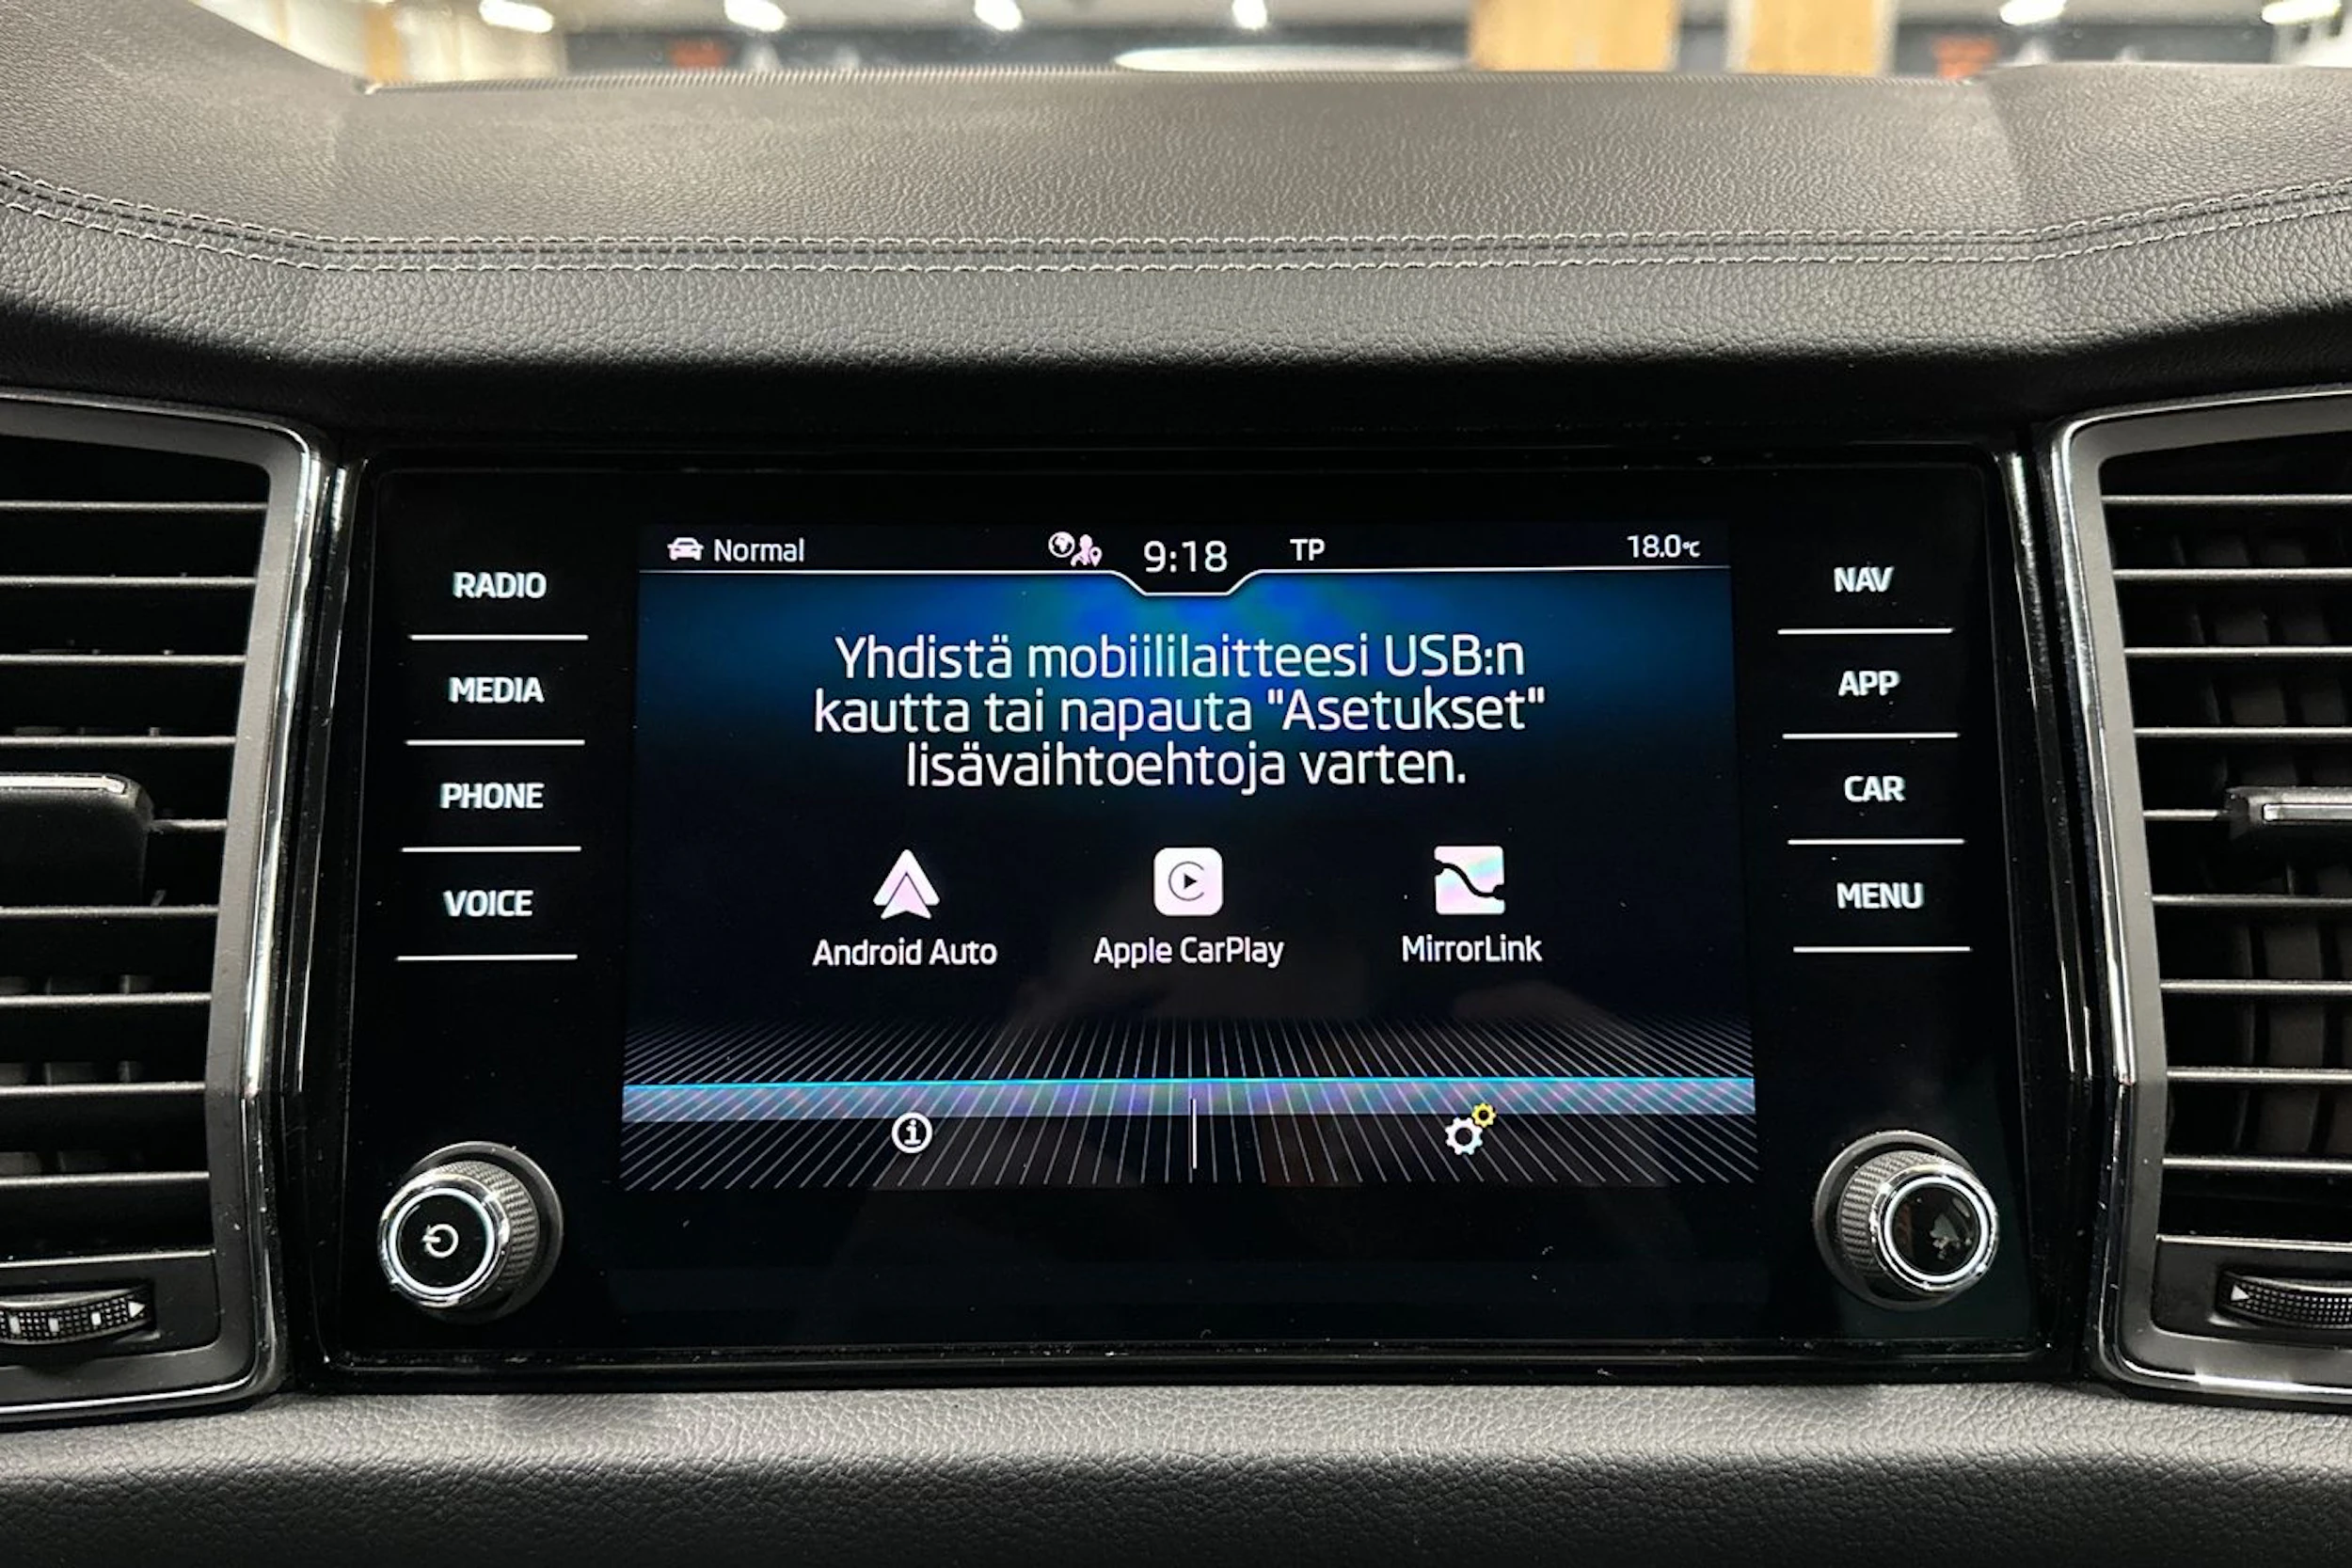 Normal
9:18
TP
18.0°C
RADIO
MEDIA
PHONE
VOICE
Yhdistä mobiililaitteesi USB:n
kautta tai napauta "Asetukset"
lisävaihtoehtoja varten.
Android Auto
Apple CarPlay
MirrorLink
NAV
APP
CAR
MENU